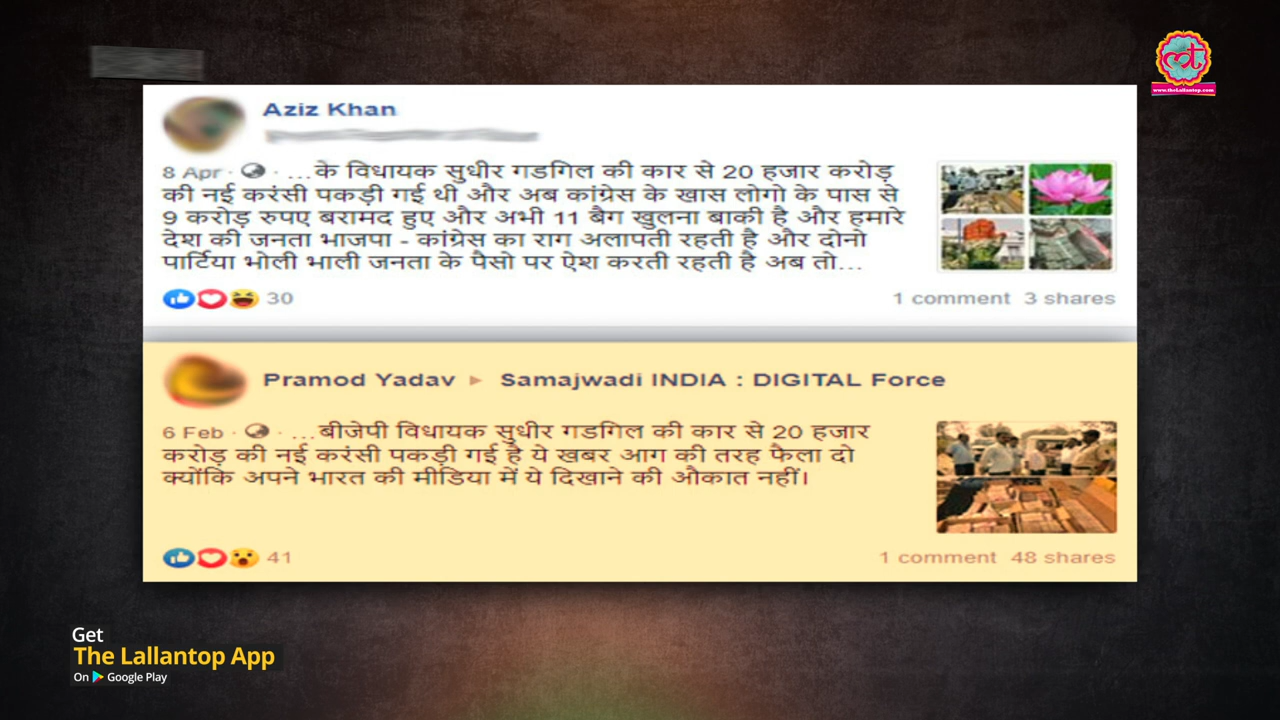 www.theLallantop.com
Aziz Khan
8 Apr · · ...के विधायक सुधीर गडगिल की कार से 20 हजार करोड़
की नई करंसी पकड़ी गई थी और अब कांग्रेस के खास लोगो के पास से
9 करोड़ रुपए बरामद हुए और अभी 11 बैग खुलना बाकी है और हमारे
देश की जनता भाजपा - कांग्रेस का राग अलापती रहती है और दोनो
पार्टिया भोली भाली जनता के पैसो पर ऐश करती रहती है अब तो...
30
1 comment 3 shares
Pramod Yadav ▸ Samajwadi INDIA : DIGITAL Force
6 Feb · · ...बीजेपी विधायक सुधीर गडगिल की कार से 20 हजार
करोड़ की नई करंसी पकड़ी गई है ये खबर आग की तरह फैला दो
क्योंकि अपने भारत की मीडिया में ये दिखाने की औकात नहीं।
41
1 comment 48 shares
Get
The Lallantop App
On Google Play